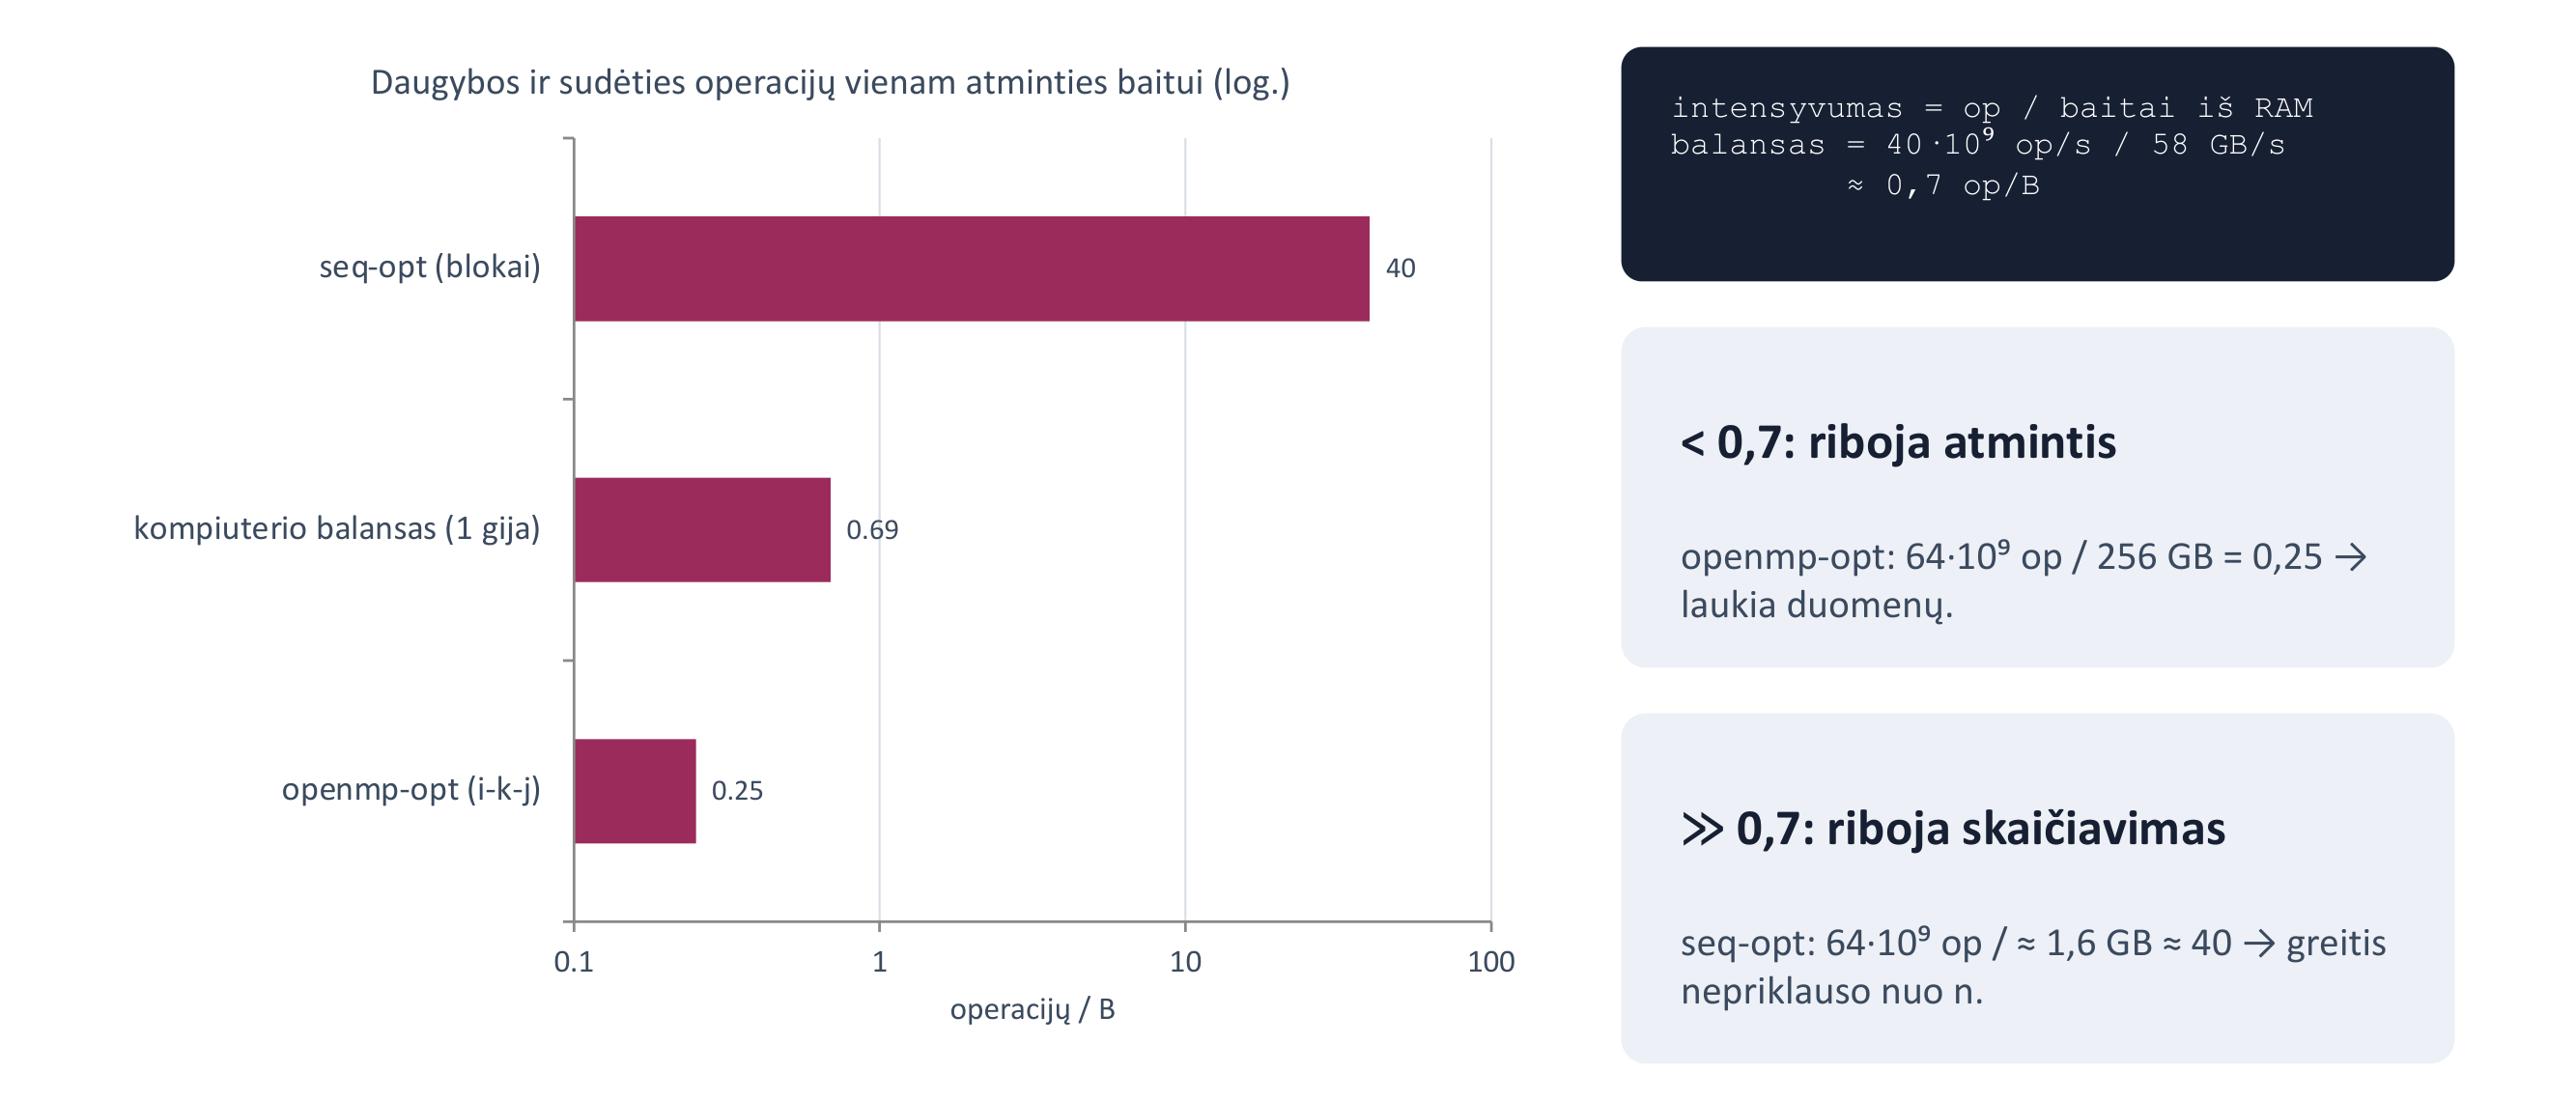 Daugybos ir sudėties operacijų vienam atminties baitui (log.)
seq-opt (blokai)
40
kompiuterio balansas (1 gija)
0.69
openmp-opt (i-k-j)
0.25
0.1
1
10
100
operacijų / B
intensyvumas = op / baitai iš RAM
balansas = 40·10⁹ op/s / 58 GB/s
≈ 0,7 op/B
< 0,7: riboja atmintis
openmp-opt: 64·10⁹ op / 256 GB = 0,25 →
laukia duomenų.
≫ 0,7: riboja skaičiavimas
seq-opt: 64·10⁹ op / ≈ 1,6 GB ≈ 40 → greitis
nepriklauso nuo n.